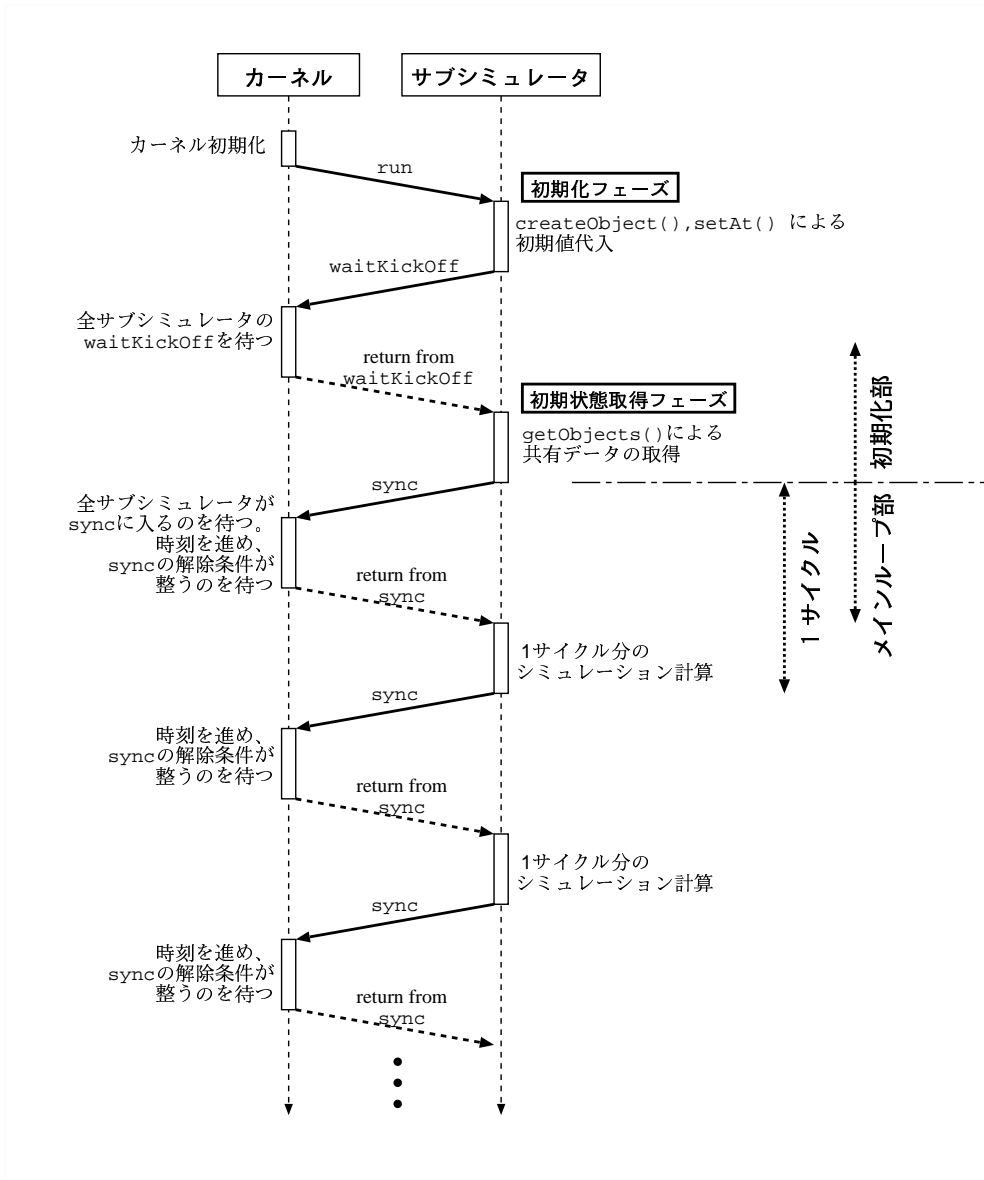 カーネル
サブシミュレータ
カーネル初期化
run
初期化フェーズ
createObject(),setAt() による
初期値代入
waitKickOff
全サブシミュレータの
waitKickOffを待つ
return from
waitKickOff
初期状態取得フェーズ
getObjects()による
共有データの取得
初期化部
メインループ部
1 サイクル
sync
全サブシミュレータが
syncに入るのを待つ。
時刻を進め、
syncの解除条件が
整うのを待つ
return from
sync
1サイクル分の
シミュレーション計算
sync
時刻を進め、
syncの解除条件が
整うのを待つ
return from
sync
1サイクル分の
シミュレーション計算
sync
時刻を進め、
syncの解除条件が
整うのを待つ
return from
sync